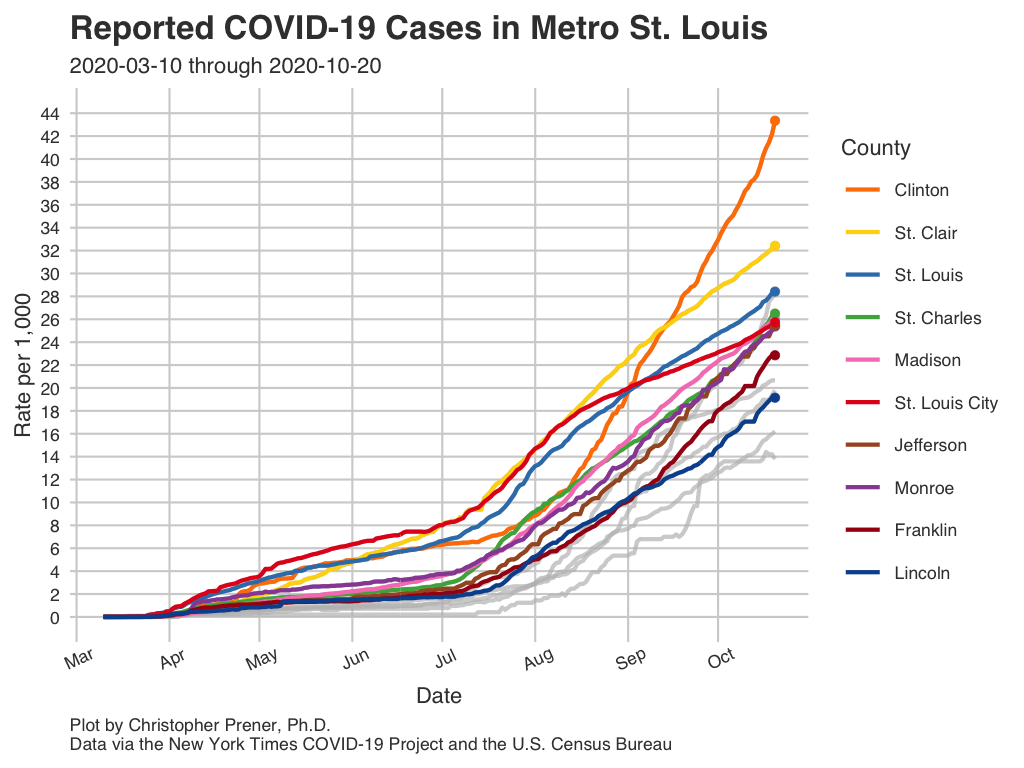 Reported COVID-19 Cases in Metro St. Louis
2020-03-10 through 2020-10-20
44
42
40
38
36
34
32
30
28
26
24
22
20
18
16
14
12
10
8
6
4
2
0
Rate per 1,000
Mar
Apr
May
Jun
Jul
Aug
Sep
Oct
Date
County
Clinton
St. Clair
St. Louis
St. Charles
Madison
St. Louis City
Jefferson
Monroe
Franklin
Lincoln
Plot by Christopher Prener, Ph.D.
Data via the New York Times COVID-19 Project and the U.S. Census Bureau